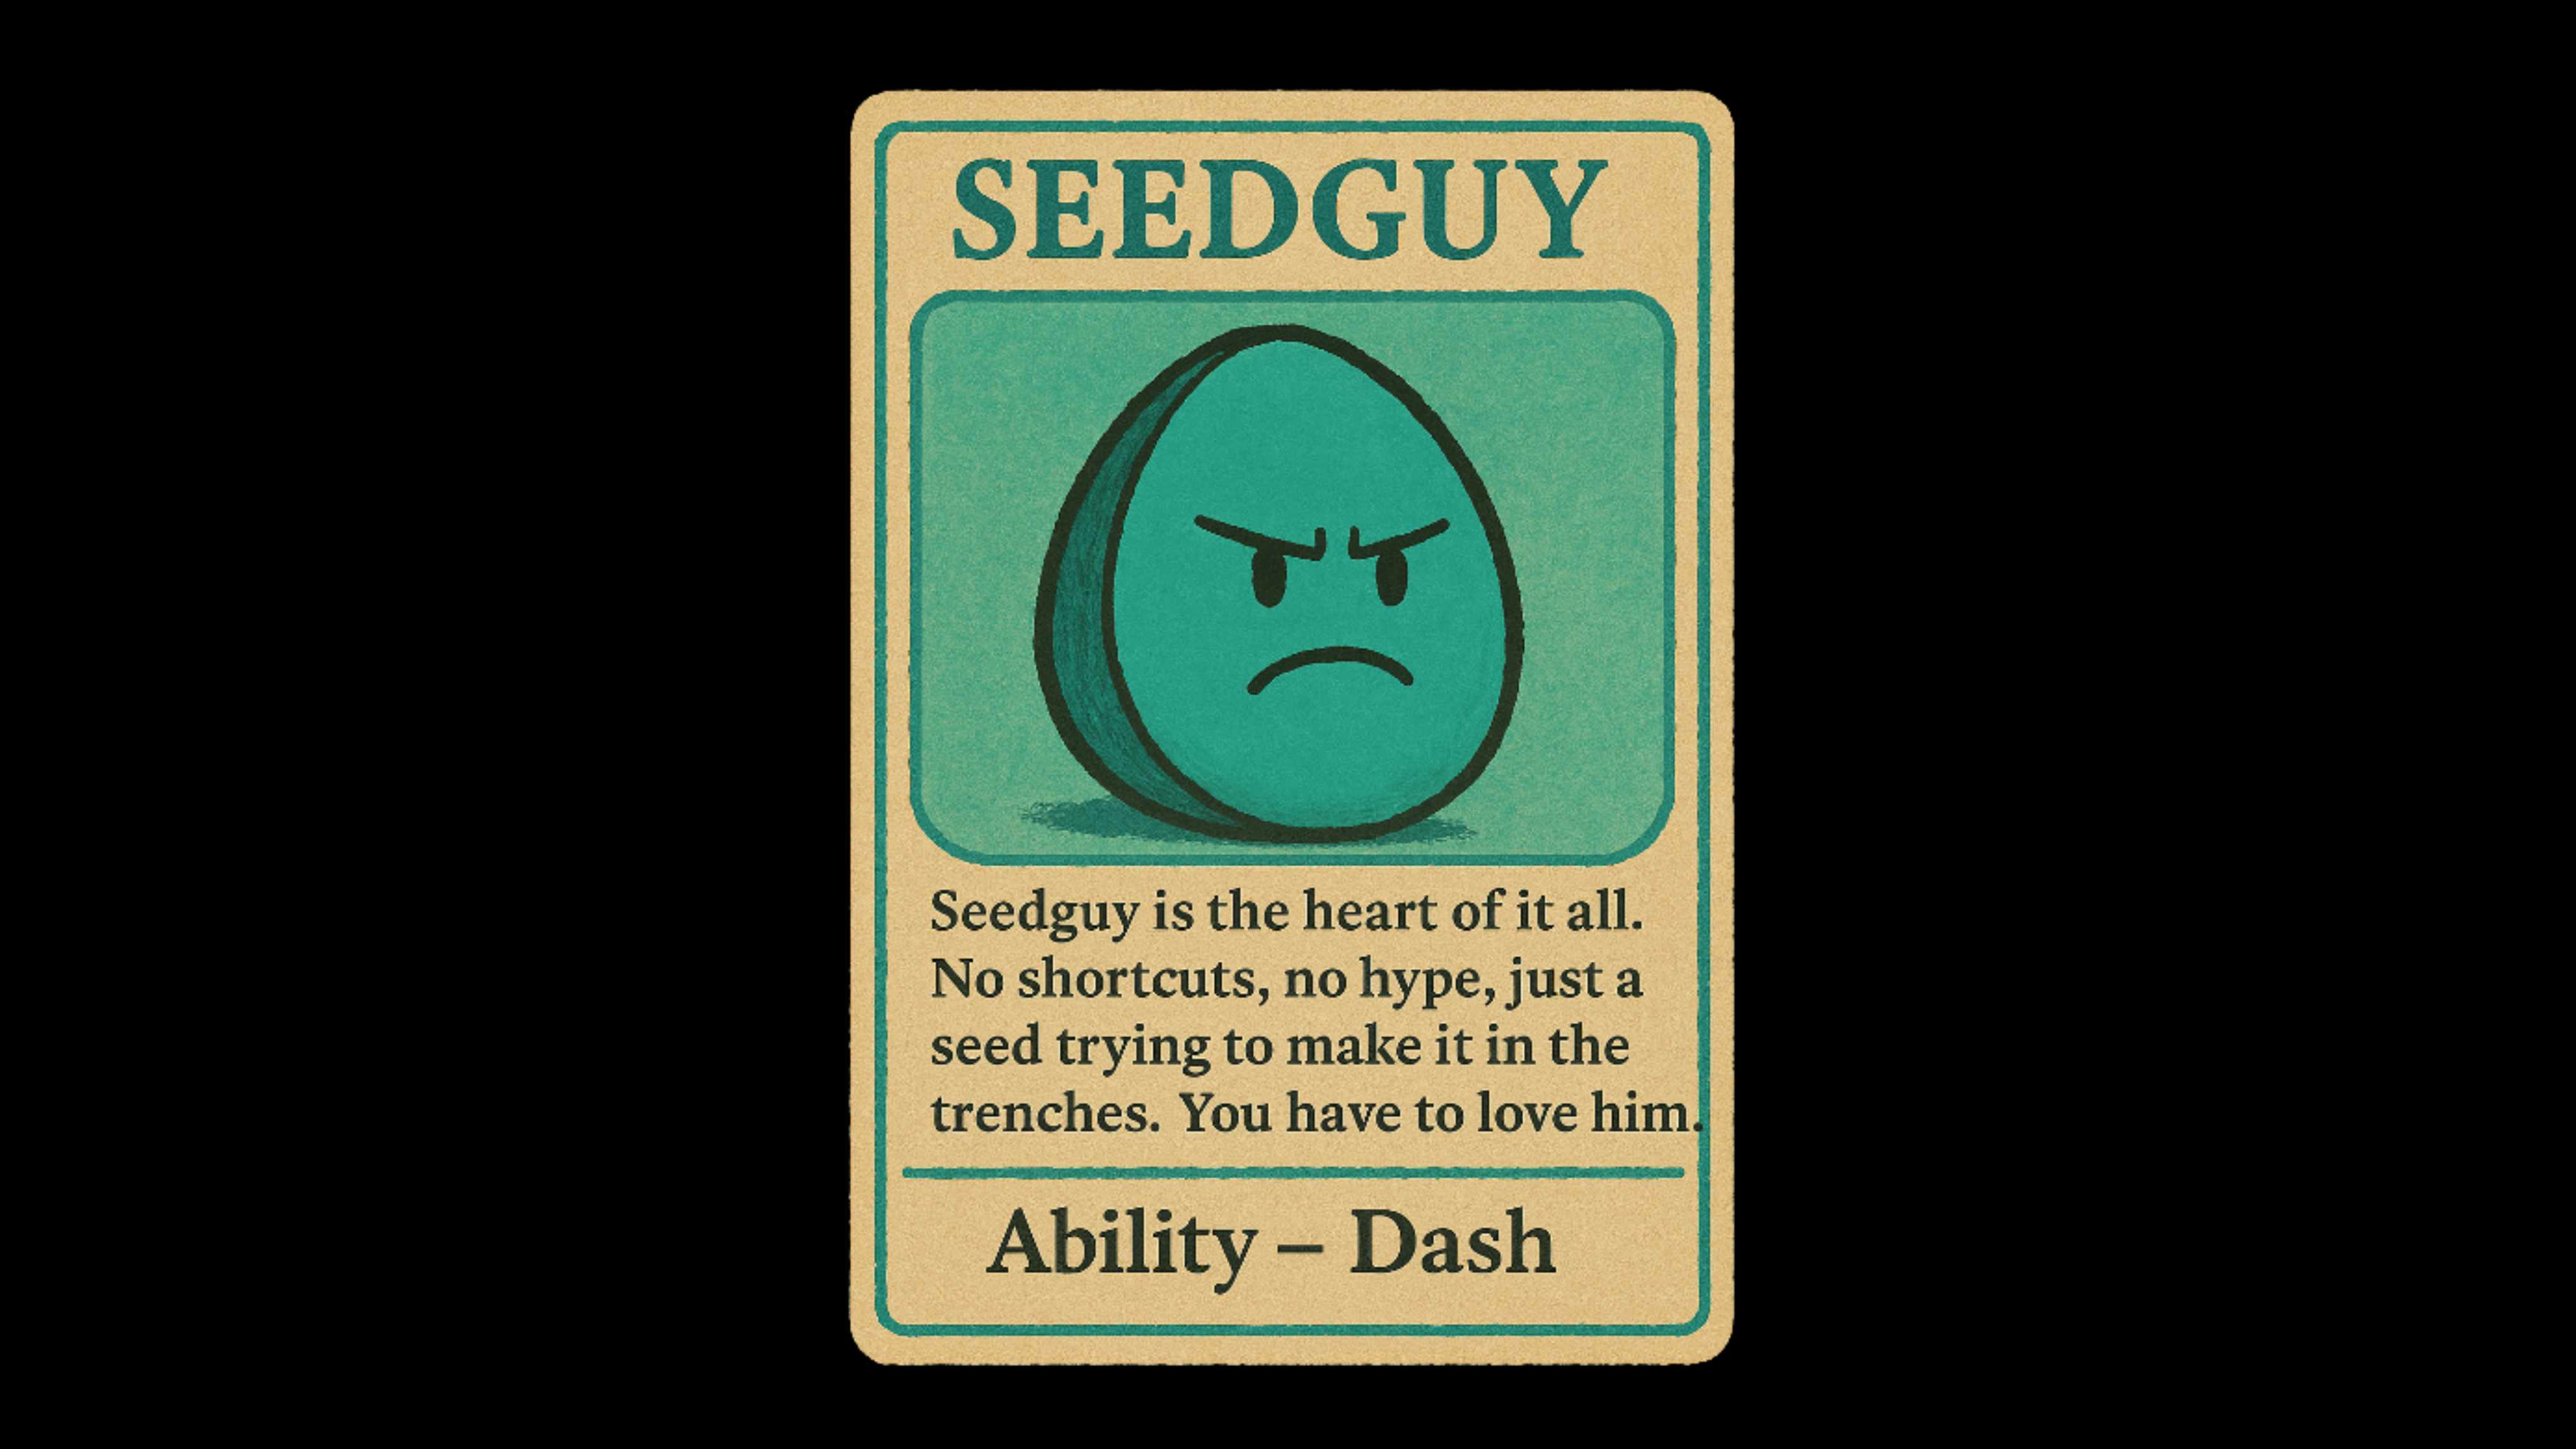 SEEDGUY
Seedguy is the heart of it all.
No shortcuts, no hype, just a
seed trying to make it in the
trenches. You have to love him.
Ability – Dash